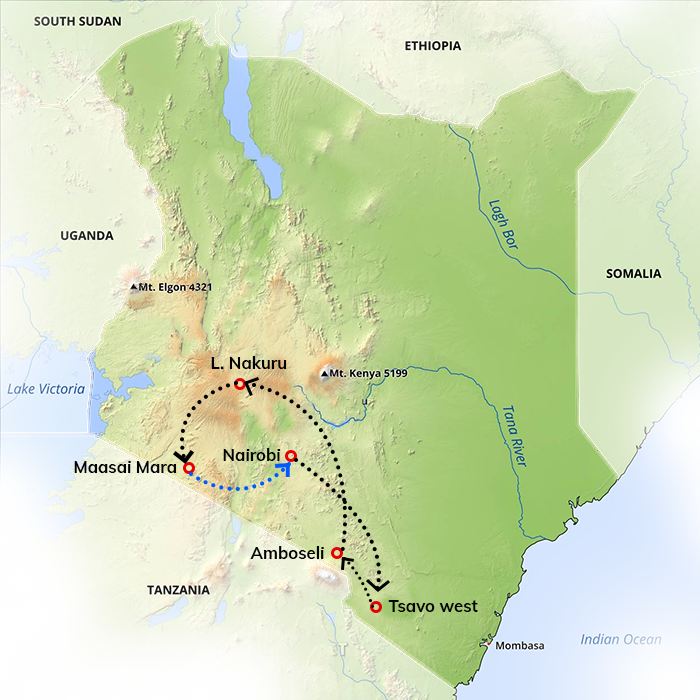 SOUTH SUDAN
ETHIOPIA
Lagh Bor
UGANDA
SOMALIA
Mt. Elgon 4321
L. Nakuru
Mt. Kenya 5199
Lake Victoria
u
Tana River
Nairobi
Maasai Mara
Amboseli
TANZANIA
Tsavo west
Mombasa
Indian Ocean